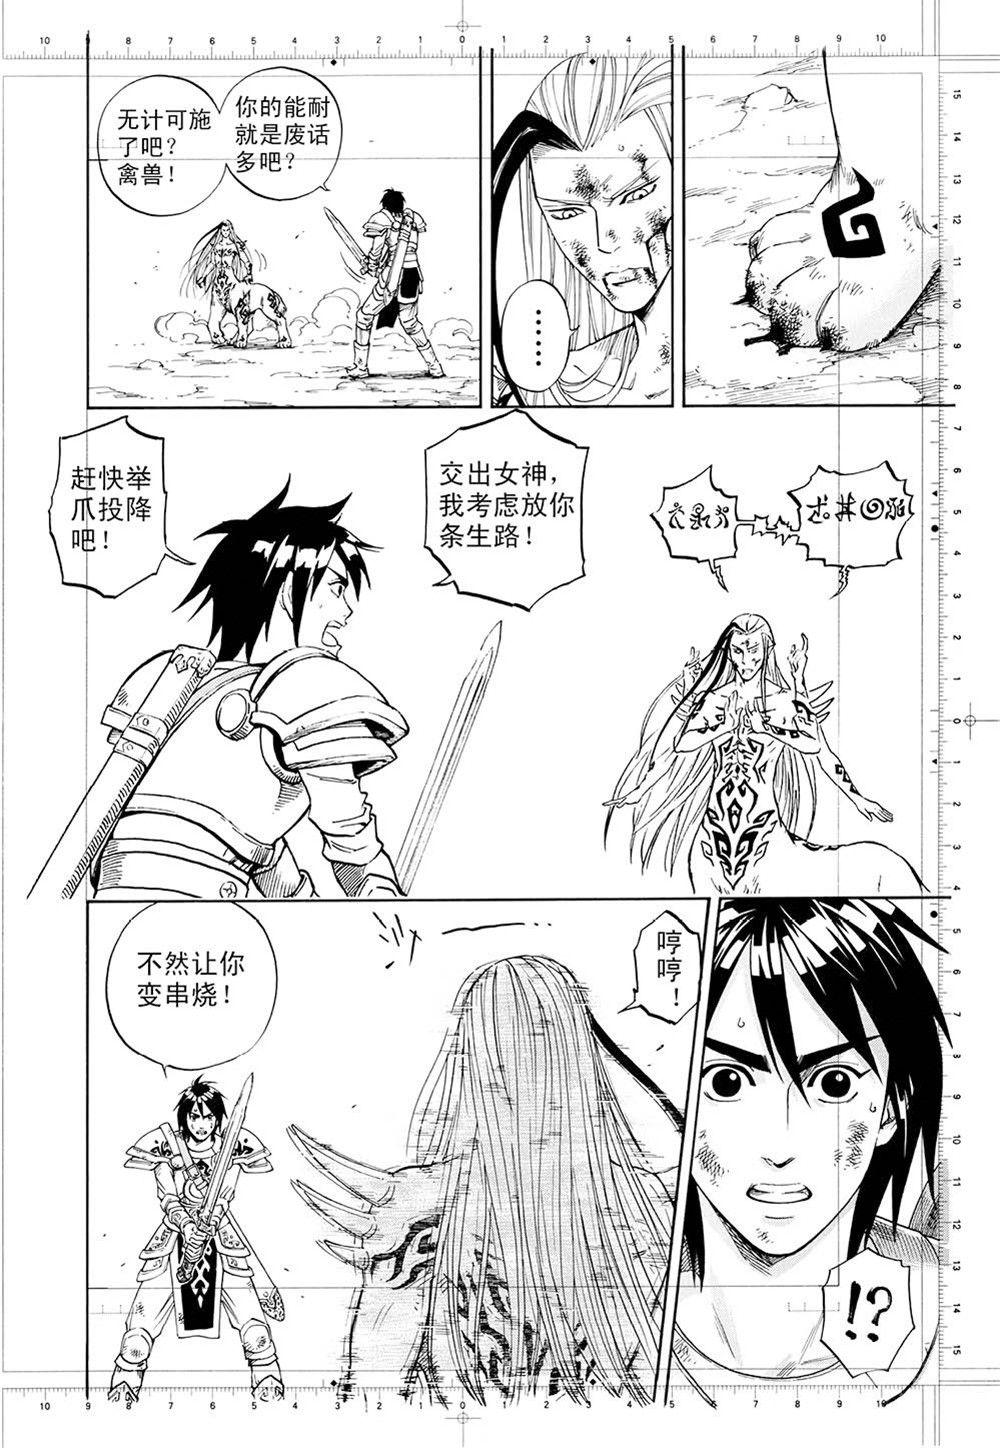 无计可施
了吧？
禽兽！
你的能耐
就是废话
多吧？
……
赶快举
爪投降
吧！
交出女神，
我考虑放你
条生路！
不然让你
变串烧！
哼
哼！
!?